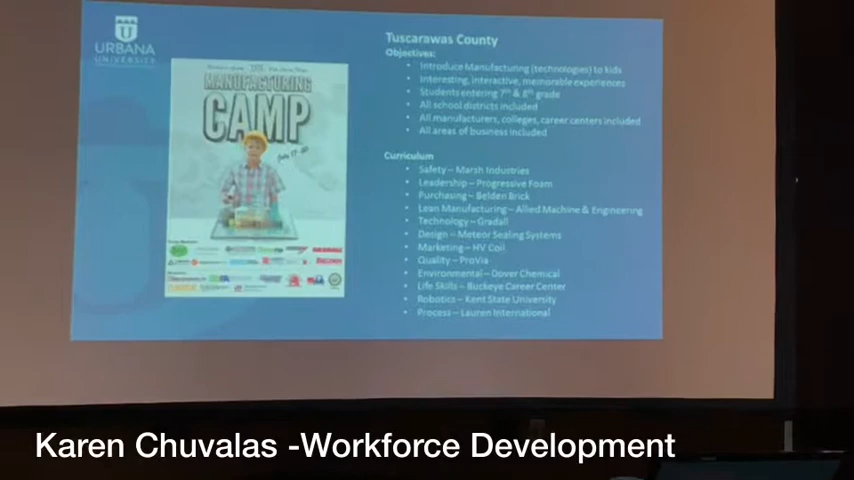 URBANA
UNIVERSITY
MANUFACTURING
CAMP
July 17-20
Tuscarawas County
Objectives:
• Introduce Manufacturing (technologies) to kids
• Interesting, interactive, memorable experiences
• Students entering 7th & 8th grade
• All school districts included
• All manufacturers, colleges, career centers included
• All areas of business included
Curriculum
• Safety – Marsh Industries
• Leadership – Progressive Foam
• Purchasing – Belden Brick
• Lean Manufacturing – Allied Machine & Engineering
• Technology – Gradall
• Design – Meteor Sealing Systems
• Marketing – HV Coil
• Quality – ProVia
• Environmental – Dover Chemical
• Life Skills – Buckeye Career Center
• Robotics – Kent State University
• Process – Lauren International
Karen Chuvalas -Workforce Development